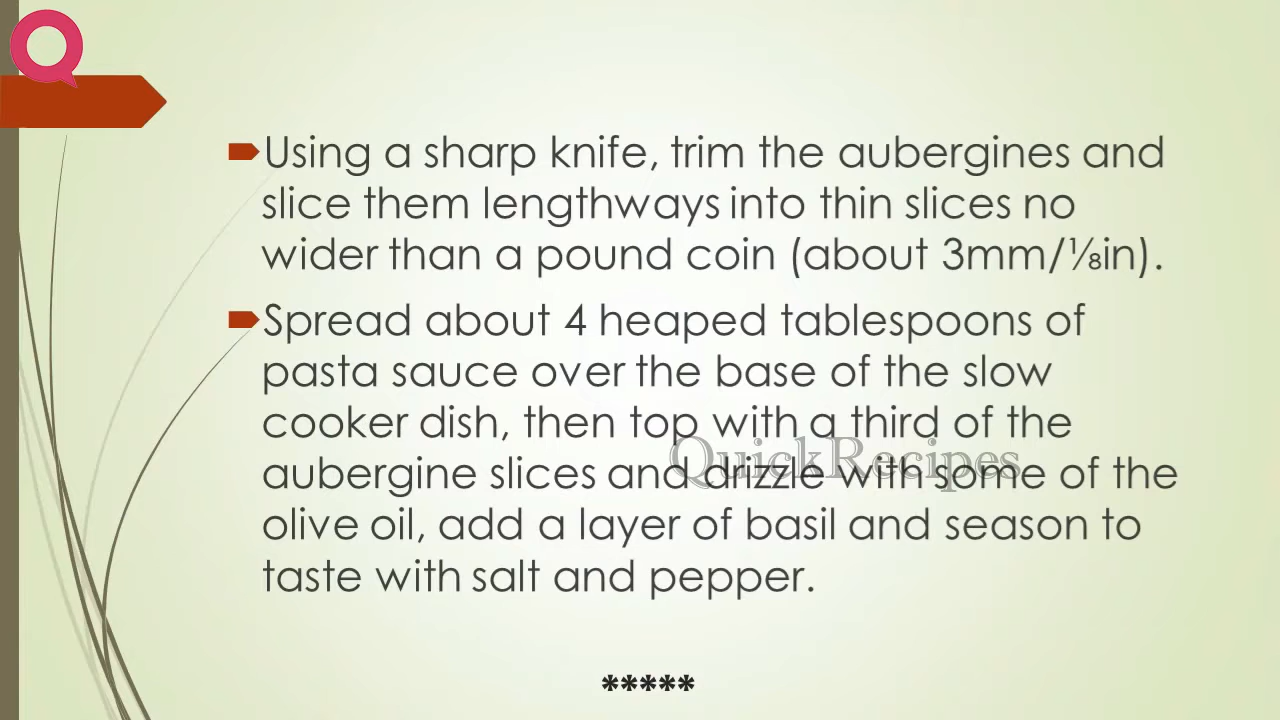 Using a sharp knife, trim the aubergines and
slice them lengthways into thin slices no
wider than a pound coin (about 3mm/⅛in).
Spread about 4 heaped tablespoons of
pasta sauce over the base of the slow
cooker dish, then top with a third of the
QuickRecipes
aubergine slices and drizzle with some of the
olive oil, add a layer of basil and season to
taste with salt and pepper.
*****